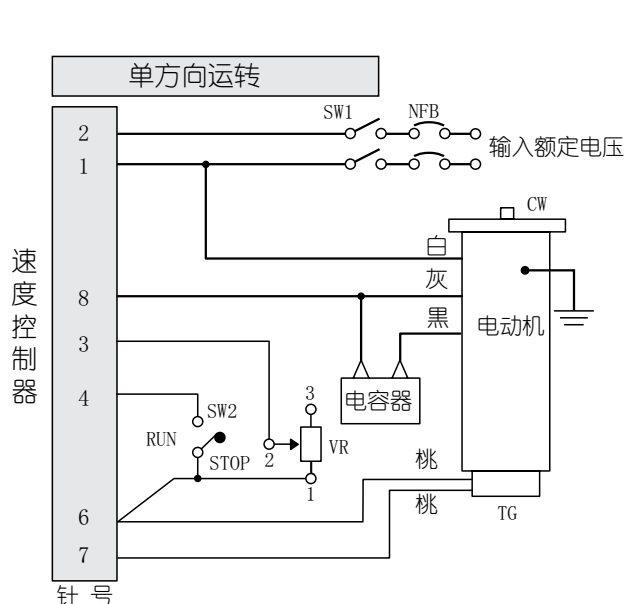 单方向运转
SW1
NFB
2
1
输入额定电压
CW
白
灰
黑
电动机
8
3
4
速度控制器
电容器
SW2
RUN
STOP
3
2
VR
1
桃
桃
6
7
TG
针 号